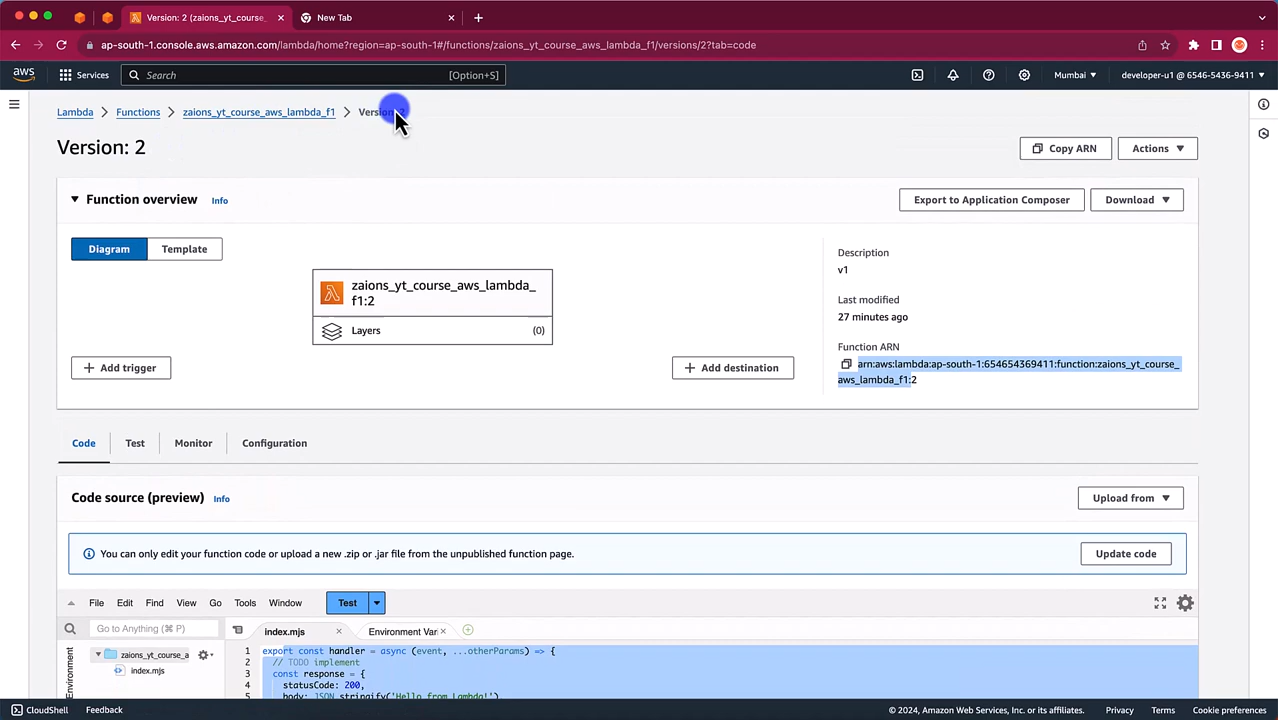 Version: 2 (zaions_yt_course_
New Tab
ap-south-1.console.aws.amazon.com/lambda/home?region=ap-south-1#/functions/zaions_yt_course_aws_lambda_f1/versions/2?tab=code
aws Services Search [Option+S] Mumbai developer-u1 @ 6546-5436-9411
Lambda Functions zaions_yt_course_aws_lambda_f1
Version: 2
Copy ARN Actions
Function overview Info Export to Application Composer Download
Diagram Template
zaions_yt_course_aws_lambda_
f1:2
Layers (0)
Add trigger
Add destination
Description
v1
Last modified
27 minutes ago
Function ARN
arn:aws:lambda:ap-south-1:654654369411:function:zaions_yt_course_
aws_lambda_f1:2
Code Test Monitor Configuration
Code source (preview) Info Upload from
You can only edit your function code or upload a new .zip or .jar file from the unpublished function page. Update code
File Edit Find View Go Tools Window Test
Go to Anything (⌘ P) index.mjs Environment Var
Environment
zaions_yt_course_a
index.mjs
1 export const handler = async (event, ...otherParams) => {
2 // TODO implement
3 const response = {
4 statusCode: 200,
5 body: JSON.stringify('Hello from Lambda!')
CloudShell Feedback © 2024, Amazon Web Services, Inc. or its affiliates. Privacy Terms Cookie preferences